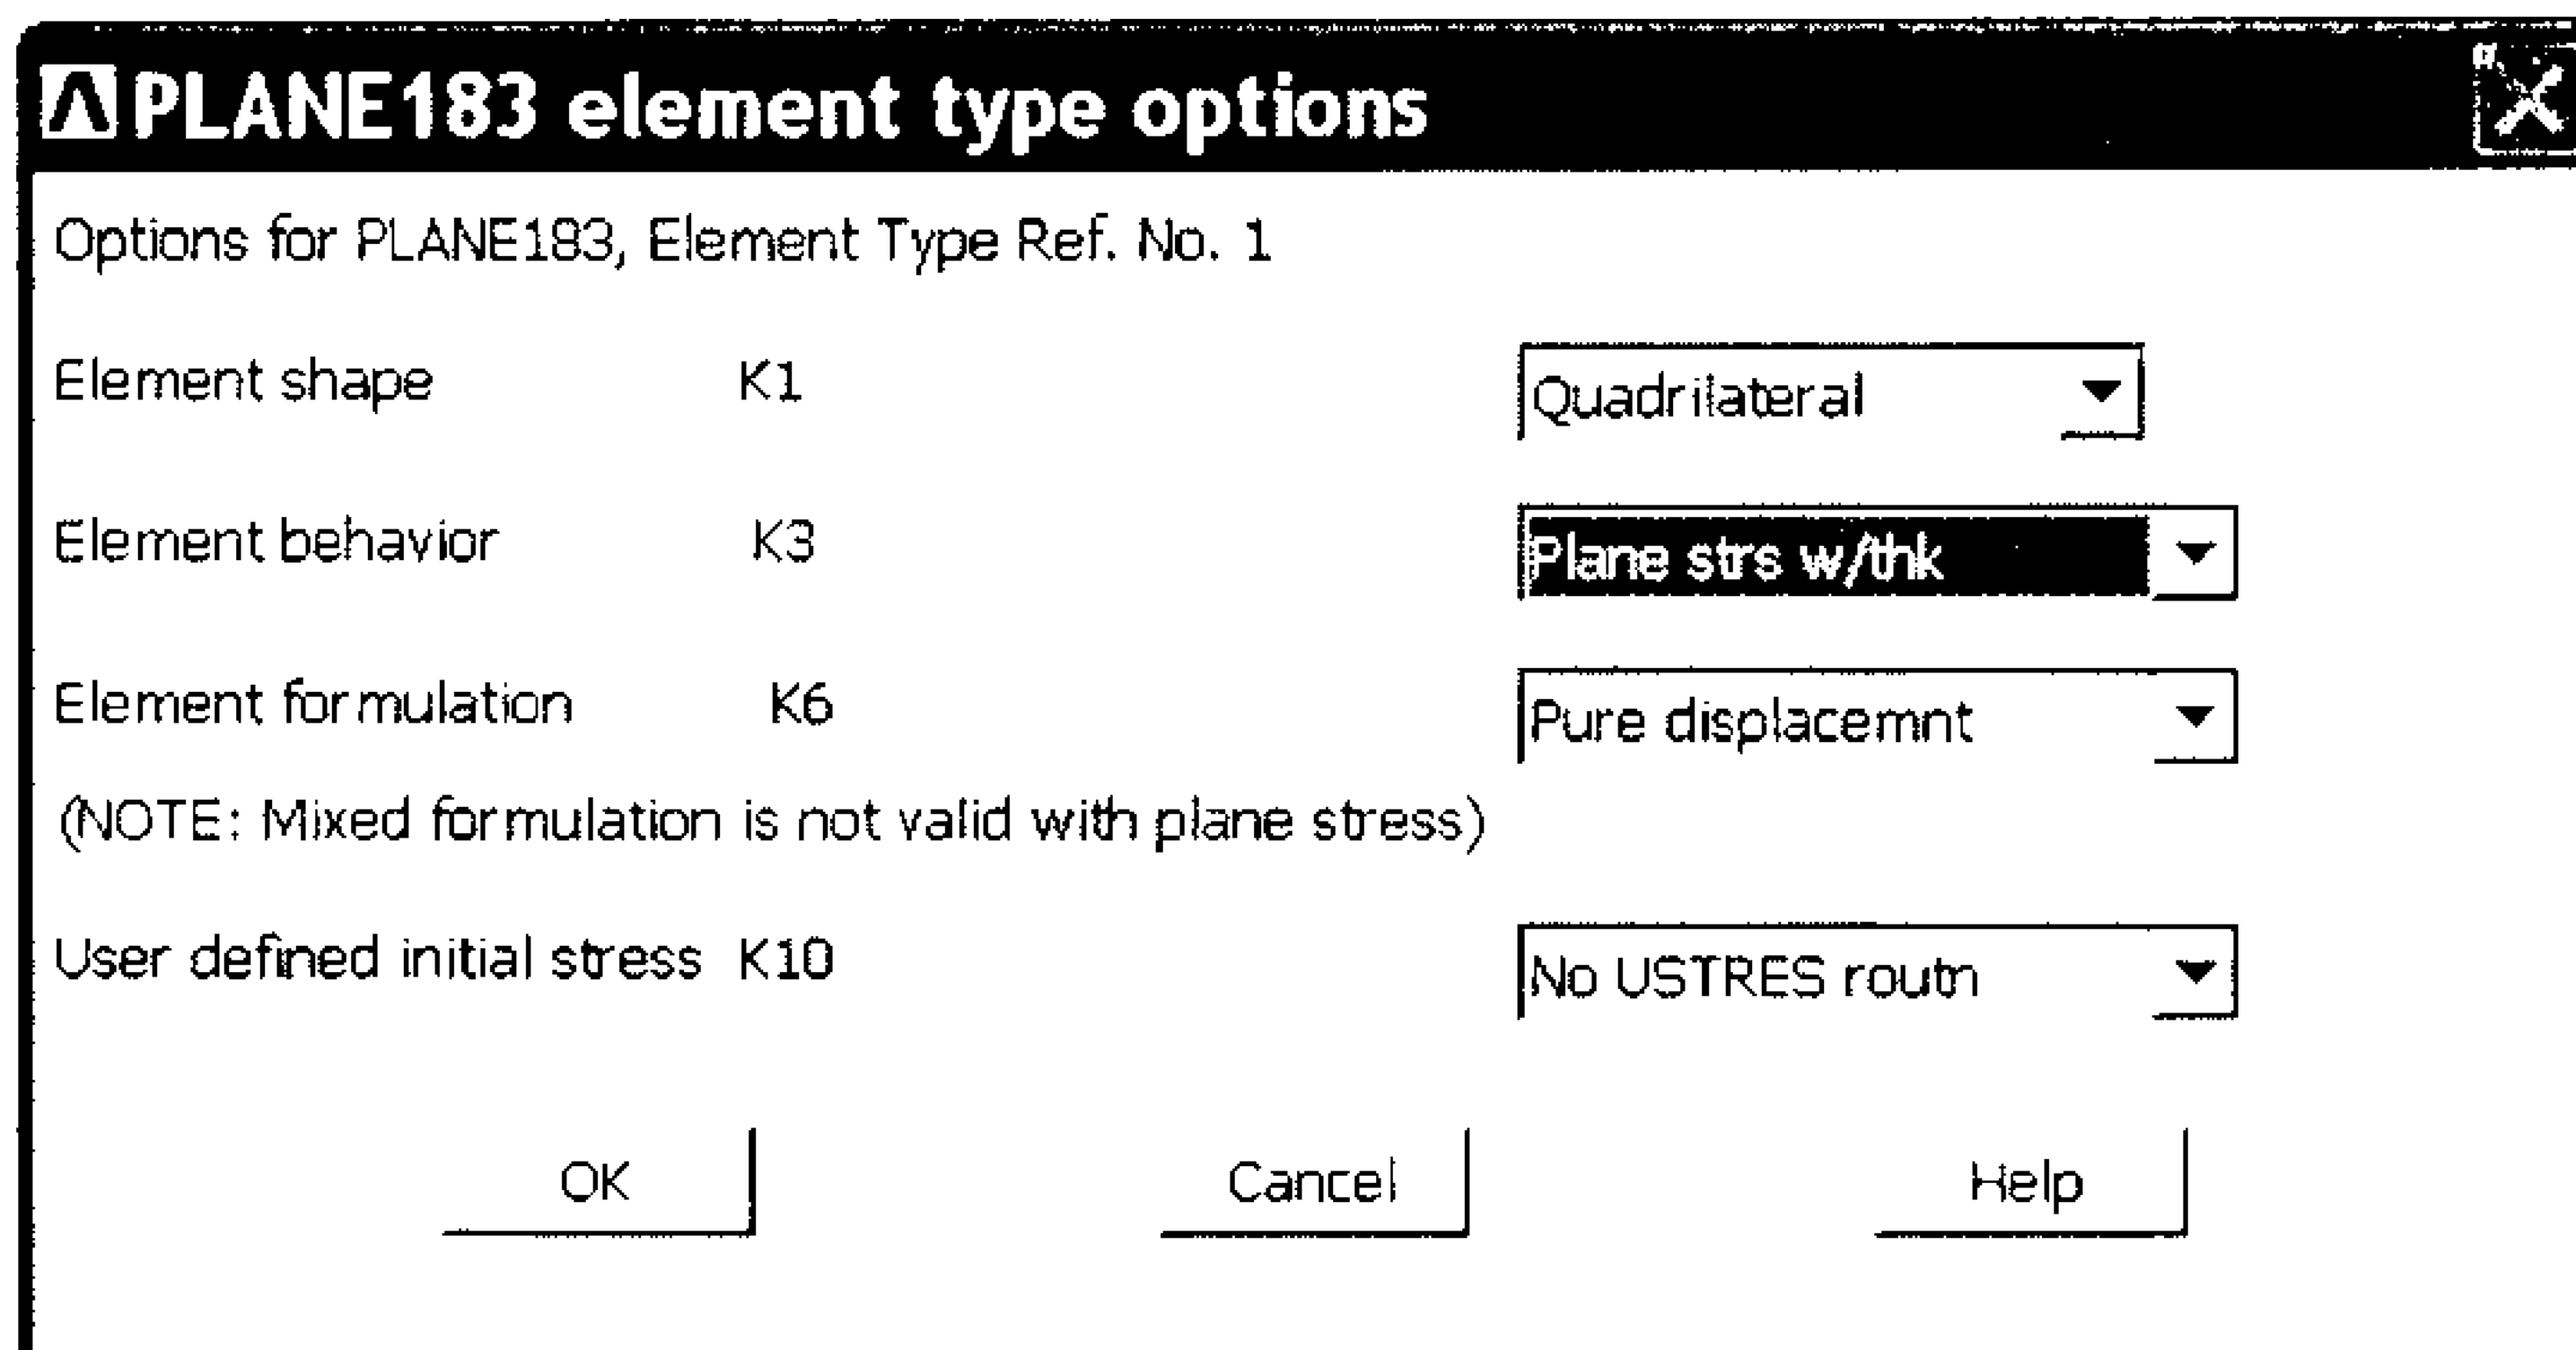 PLANE183 element type options
Options for PLANE183, Element Type Ref. No. 1
Element shape K1 Quadrilateral
Element behavior K3 Plane strs w/thk
Element formulation K6 Pure displacemnt
(NOTE: Mixed formulation is not valid with plane stress)
User defined initial stress K10 No USTRES routn
OK Cancel Help